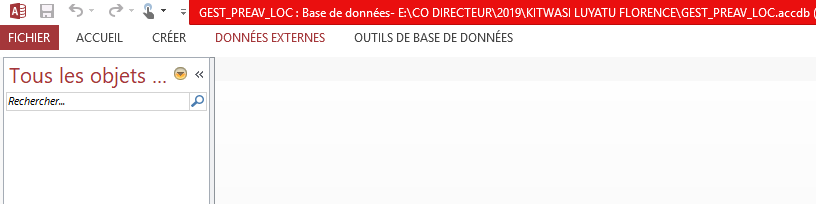 GEST_PREAV_LOC : Base de données- E:\CO DIRECTEUR\2019\KITWASI LUYATU FLORENCE\GEST_PREAV_LOC.accdb (
FICHIER ACCUEIL CRÉER DONNÉES EXTERNES OUTILS DE BASE DE DONNÉES
Tous les objets ...
Rechercher...